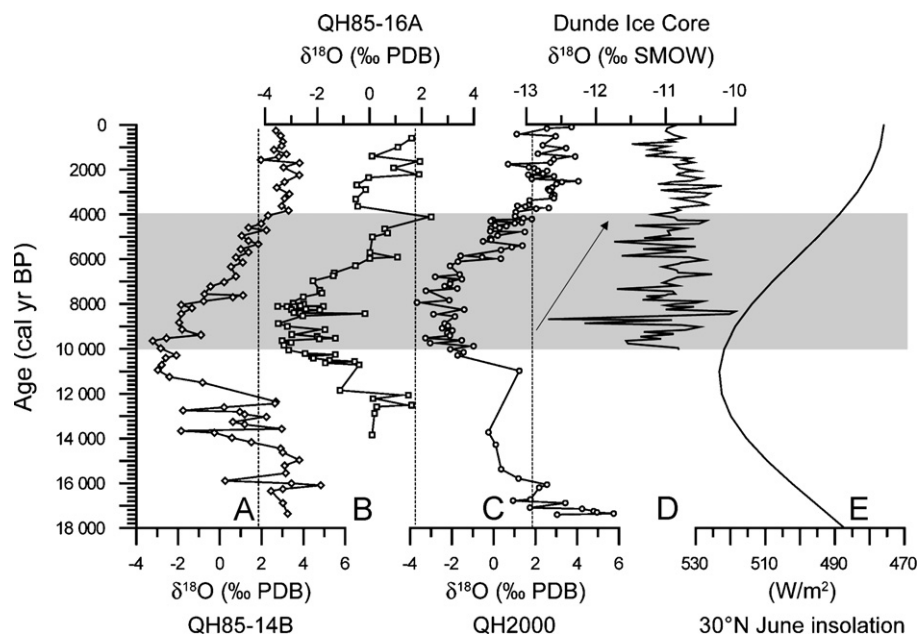 QH85-16A Dunde Ice Core
δ18O (‰ PDB) δ18O (‰ SMOW)
-4 -2 0 2 4 -13 -12 -11 -10
Age (cal yr BP)
0
2000
4000
6000
8000
10 000
12 000
14 000
16 000
18 000
A B C D E
-4 -2 0 2 4 6 -4 -2 0 2 4 6 530 510 490 470
δ18O (‰ PDB) δ18O (‰ PDB) (W/m²)
QH85-14B QH2000 30°N June insolation